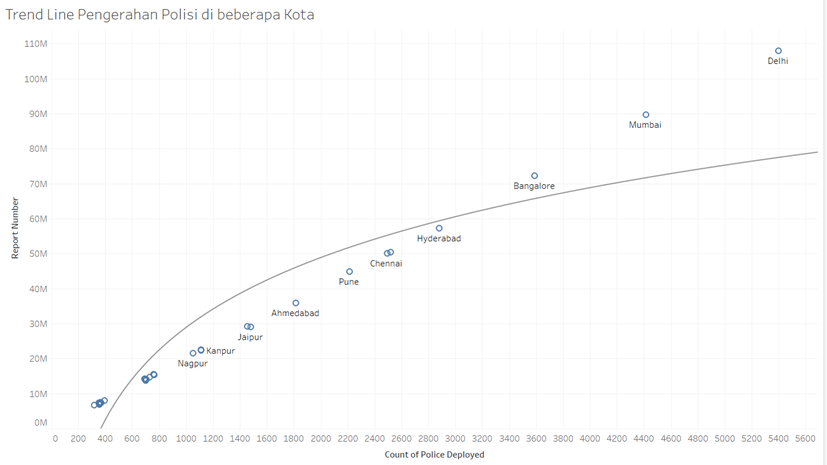 Trend Line Pengerahan Polisi di beberapa Kota
110M
100M
90M
80M
70M
60M
50M
40M
30M
20M
10M
0M
Report Number
Delhi
Mumbai
Bangalore
Hyderabad
Chennai
Pune
Ahmedabad
Jaipur
Kanpur
Nagpur
0 200 400 600 800 1000 1200 1400 1600 1800 2000 2200 2400 2600 2800 3000 3200 3400 3600 3800 4000 4200 4400 4600 4800 5000 5200 5400 5600
Count of Police Deployed